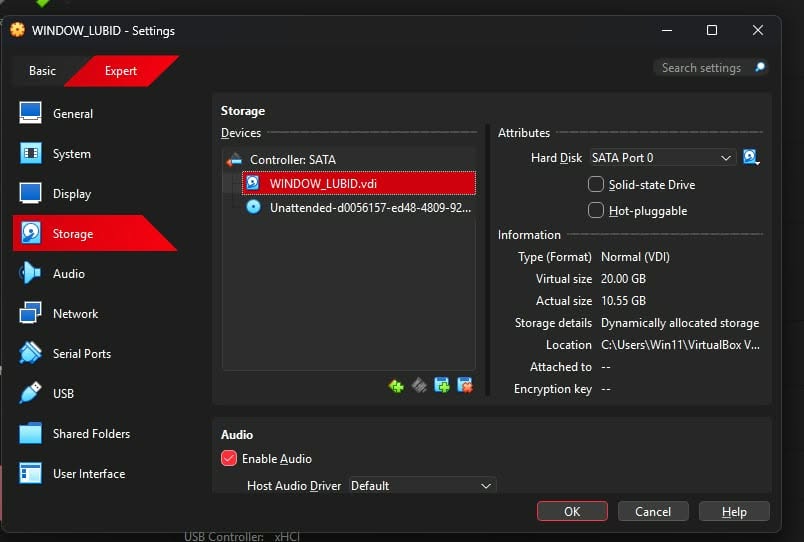 WINDOW_LUBID - Settings
Basic
Expert
Search settings
General
System
Display
Storage
Audio
Network
Serial Ports
USB
Shared Folders
User Interface
Storage
Devices
Controller: SATA
WINDOW_LUBID.vdi
Unattended-d0056157-ed48-4809-92...
Attributes
Hard Disk SATA Port 0
Solid-state Drive
Hot-pluggable
Information
Type (Format) Normal (VDI)
Virtual size 20.00 GB
Actual size 10.55 GB
Storage details Dynamically allocated storage
Location C:\Users\Win11\VirtualBox V...
Attached to --
Encryption key --
Audio
Enable Audio
Host Audio Driver Default
OK Cancel Help
USB Controller: xHCI